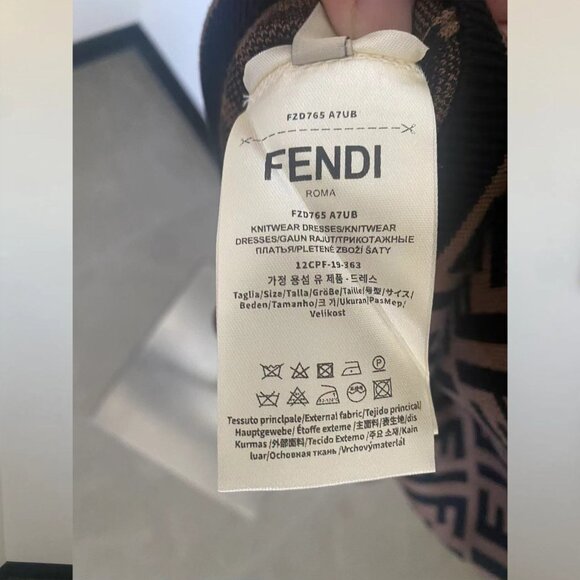 FZD765 A7UB
FENDI
ROMA
FZD765 A7UB
KNITWEAR DRESSES/KNITWEAR
DRESSES/GAUN RAJUT/ТРИКОТАЖНЫЕ
ПЛАТЬЯ/PLETENÉ ZBOŽÍ ŠATY
12CPF-19-363
가정 용섬 유 제품·드레스
Taglia/Size/Talla/Größe/Taille/号型/サイズ/
Beden/Tamanho/크 기/Ukuran/Размер/
Velikost
P
Tessuto principale/External fabric/Tejido principal/
Hauptgewebe/Étoffe externe/主面料/表生地/dis
Kurmas/外部面料/Tecido Externo/주요 소재/Kain
luar/Основная ткань/Vrchovýmateriál